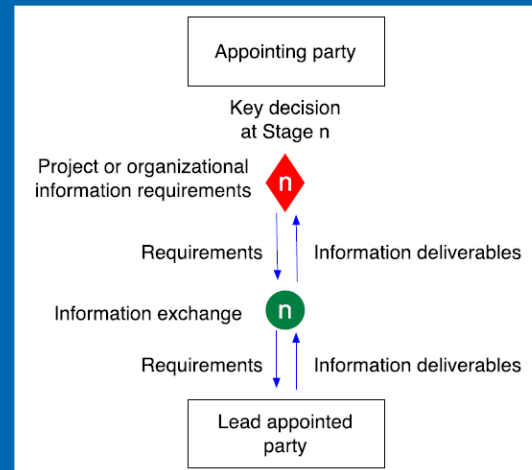 Appointing party
Key decision
at Stage n
Project or organizational
information requirements
n
Requirements
Information deliverables
Information exchange
n
Requirements
Information deliverables
Lead appointed
party